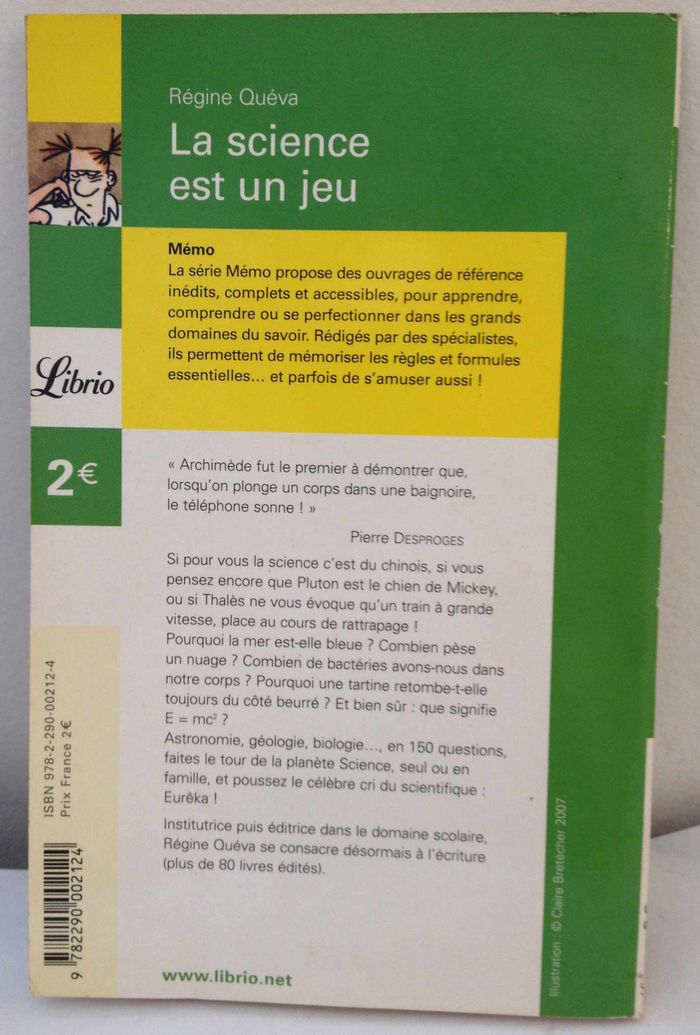 Régine Quéva
La science
est un jeu
Mémo
La série Mémo propose des ouvrages de référence
inédits, complets et accessibles, pour apprendre,
comprendre ou se perfectionner dans les grands
domaines du savoir. Rédigés par des spécialistes,
ils permettent de mémoriser les règles et formules
essentielles... et parfois de s'amuser aussi !
Librio
2€
« Archimède fut le premier à démontrer que,
lorsqu'on plonge un corps dans une baignoire,
le téléphone sonne ! »
Pierre DESPROGES
Si pour vous la science c'est du chinois, si vous
pensez encore que Pluton est le chien de Mickey,
ou si Thalès ne vous évoque qu'un train à grande
vitesse, place au cours de rattrapage !
Pourquoi la mer est-elle bleue ? Combien pèse
un nuage ? Combien de bactéries avons-nous dans
notre corps ? Pourquoi une tartine retombe-t-elle
toujours du côté beurré ? Et bien sûr : que signifie
E = mc² ?
Astronomie, géologie, biologie..., en 150 questions,
faites le tour de la planète Science, seul ou en
famille, et poussez le célèbre cri du scientifique :
Eurêka !
Institutrice puis éditrice dans le domaine scolaire,
Régine Quéva se consacre désormais à l'écriture
(plus de 80 livres édités).
www.librio.net
ISBN 978-2-290-00212-4
Prix France 2€
9 782290 002124
Illustration : © Claire Bretécher 2007